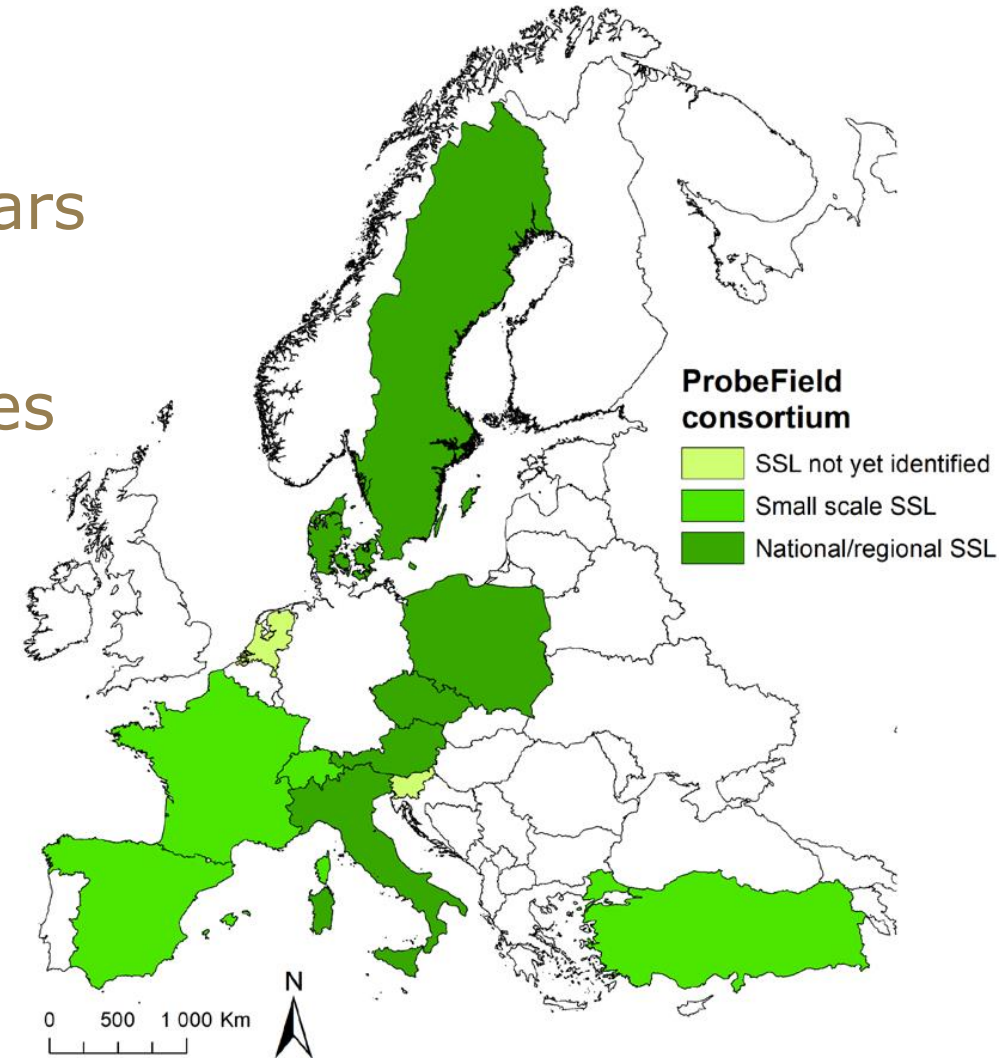 ars
es
ProbeField
consortium
SSL not yet identified
Small scale SSL
National/regional SSL
N
0 500 1 000 Km